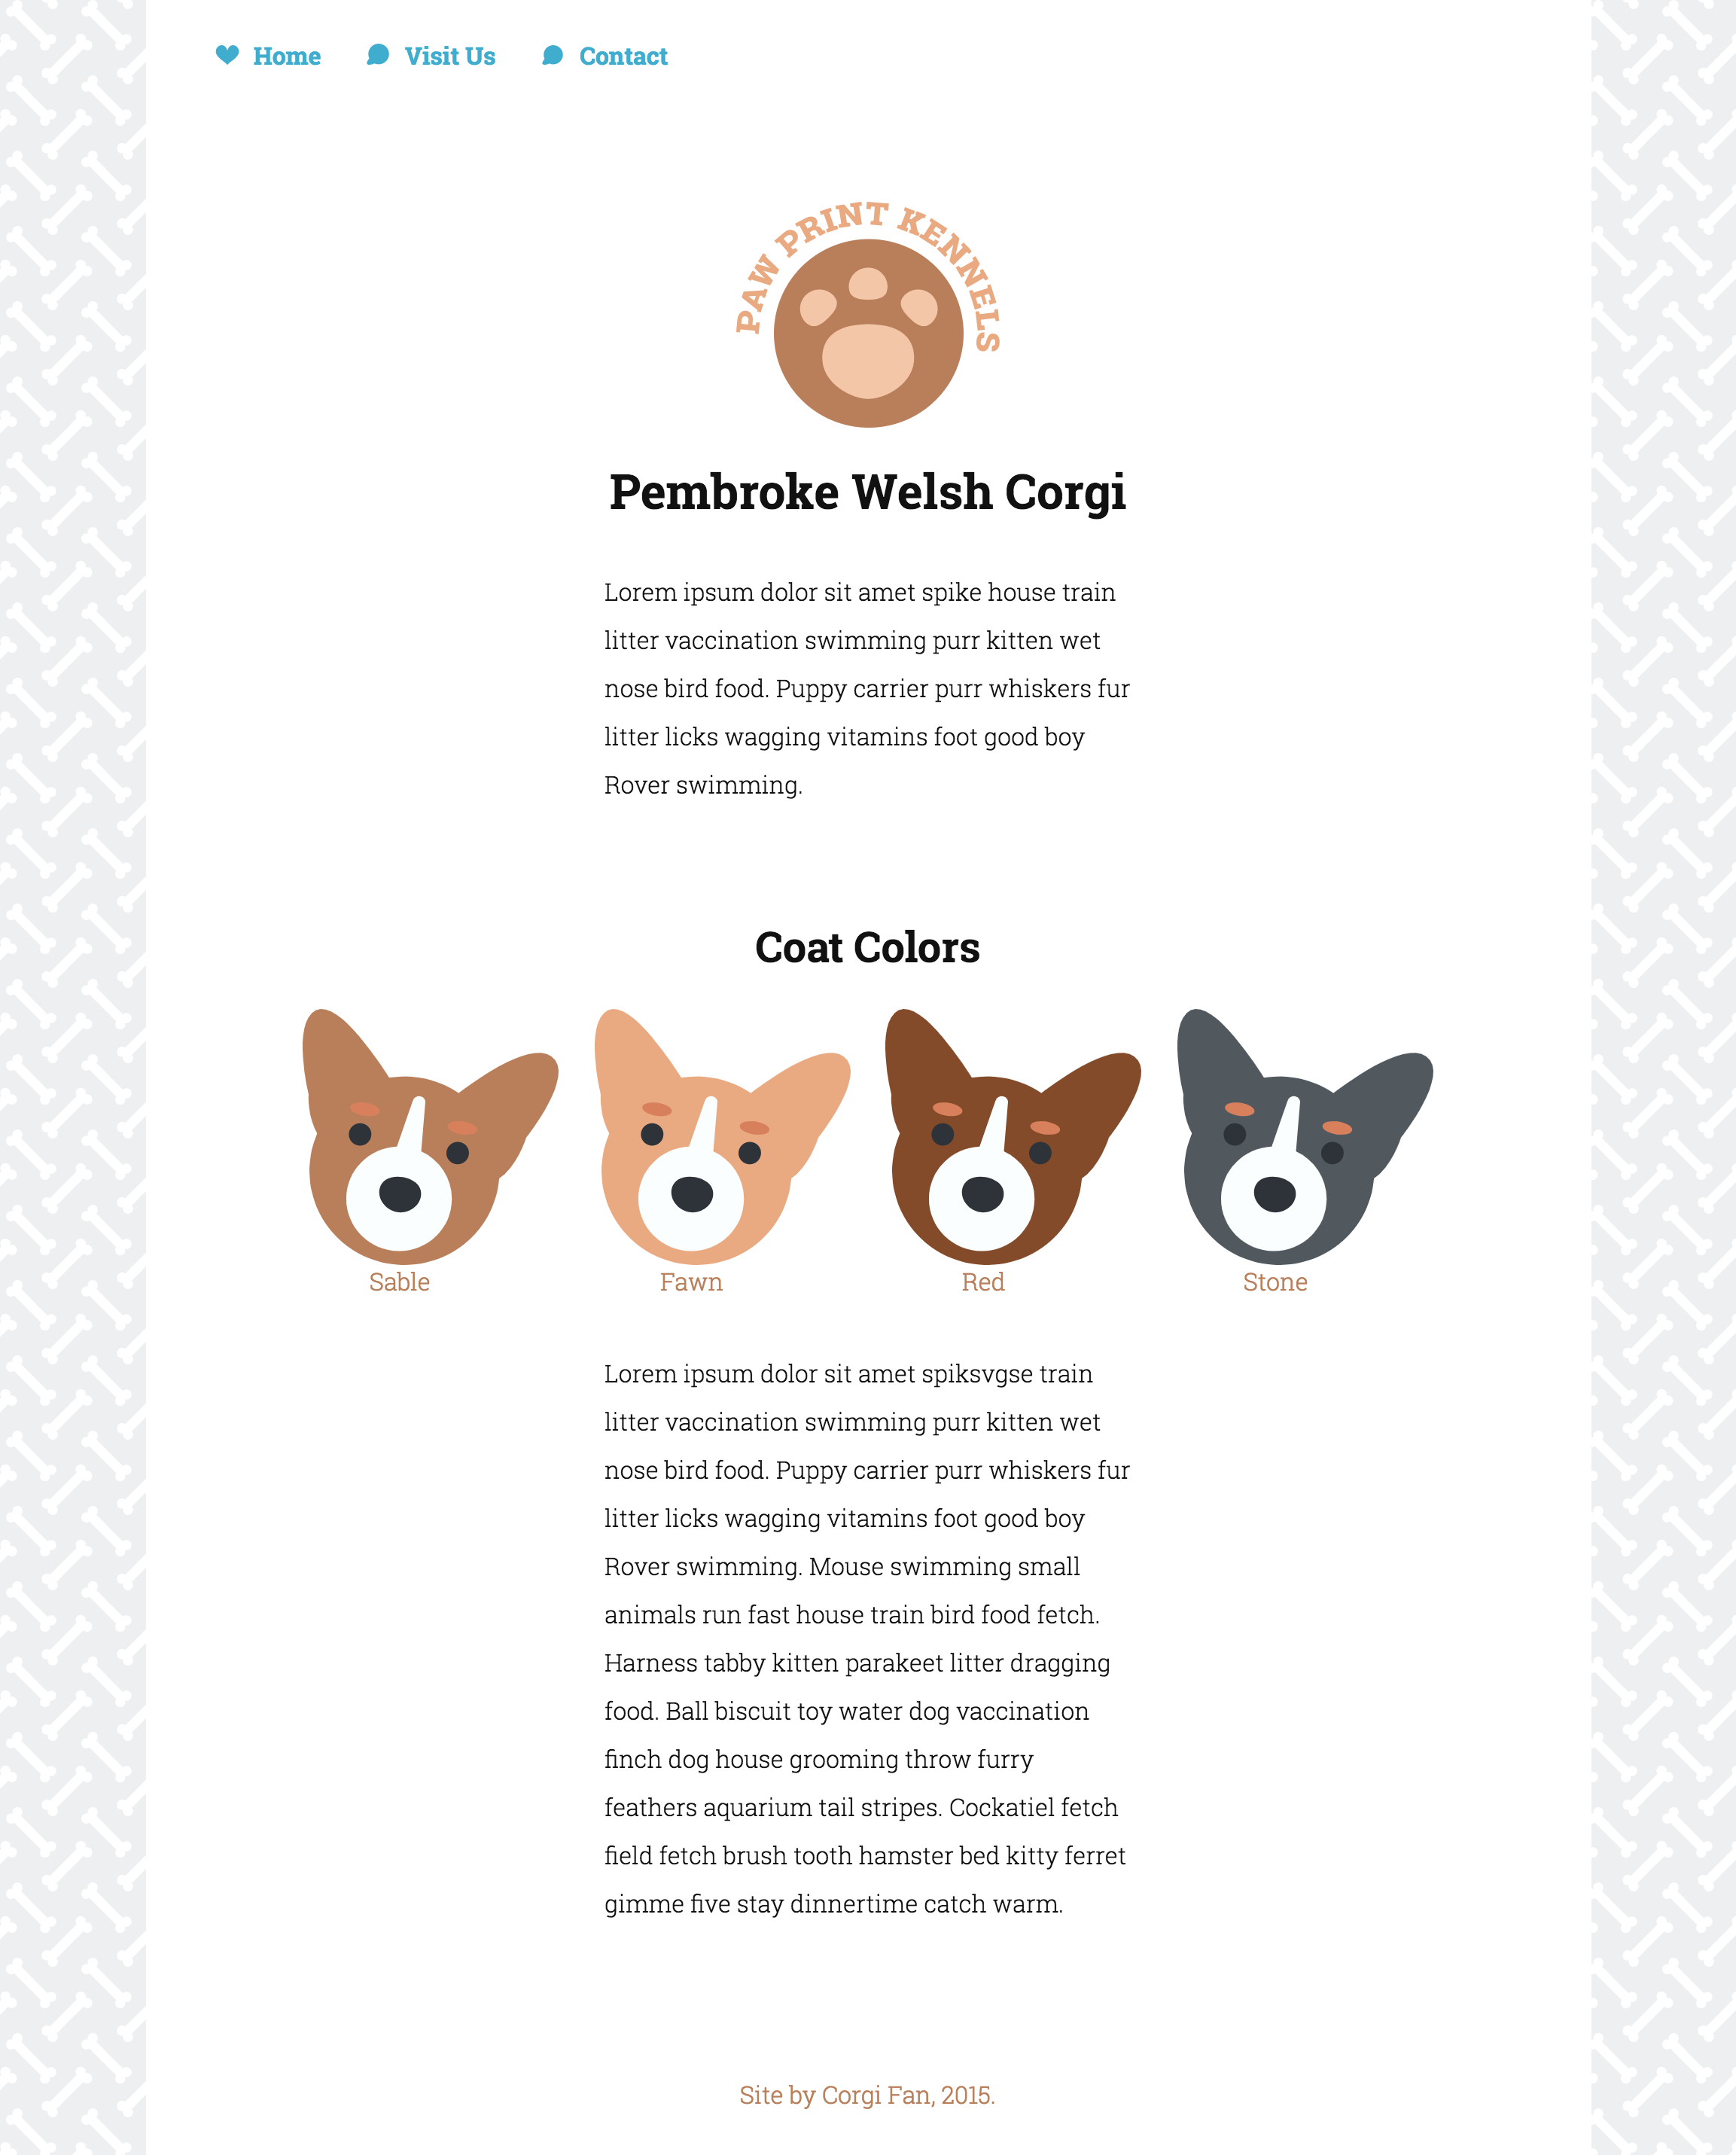 Home Visit Us Contact
PAW PRINT KENNELS
Pembroke Welsh Corgi
Lorem ipsum dolor sit amet spike house train
litter vaccination swimming purr kitten wet
nose bird food. Puppy carrier purr whiskers fur
litter licks wagging vitamins foot good boy
Rover swimming.
Coat Colors
Sable Fawn Red Stone
Lorem ipsum dolor sit amet spiksvgse train
litter vaccination swimming purr kitten wet
nose bird food. Puppy carrier purr whiskers fur
litter licks wagging vitamins foot good boy
Rover swimming. Mouse swimming small
animals run fast house train bird food fetch.
Harness tabby kitten parakeet litter dragging
food. Ball biscuit toy water dog vaccination
finch dog house grooming throw furry
feathers aquarium tail stripes. Cockatiel fetch
field fetch brush tooth hamster bed kitty ferret
gimme five stay dinnertime catch warm.
Site by Corgi Fan, 2015.